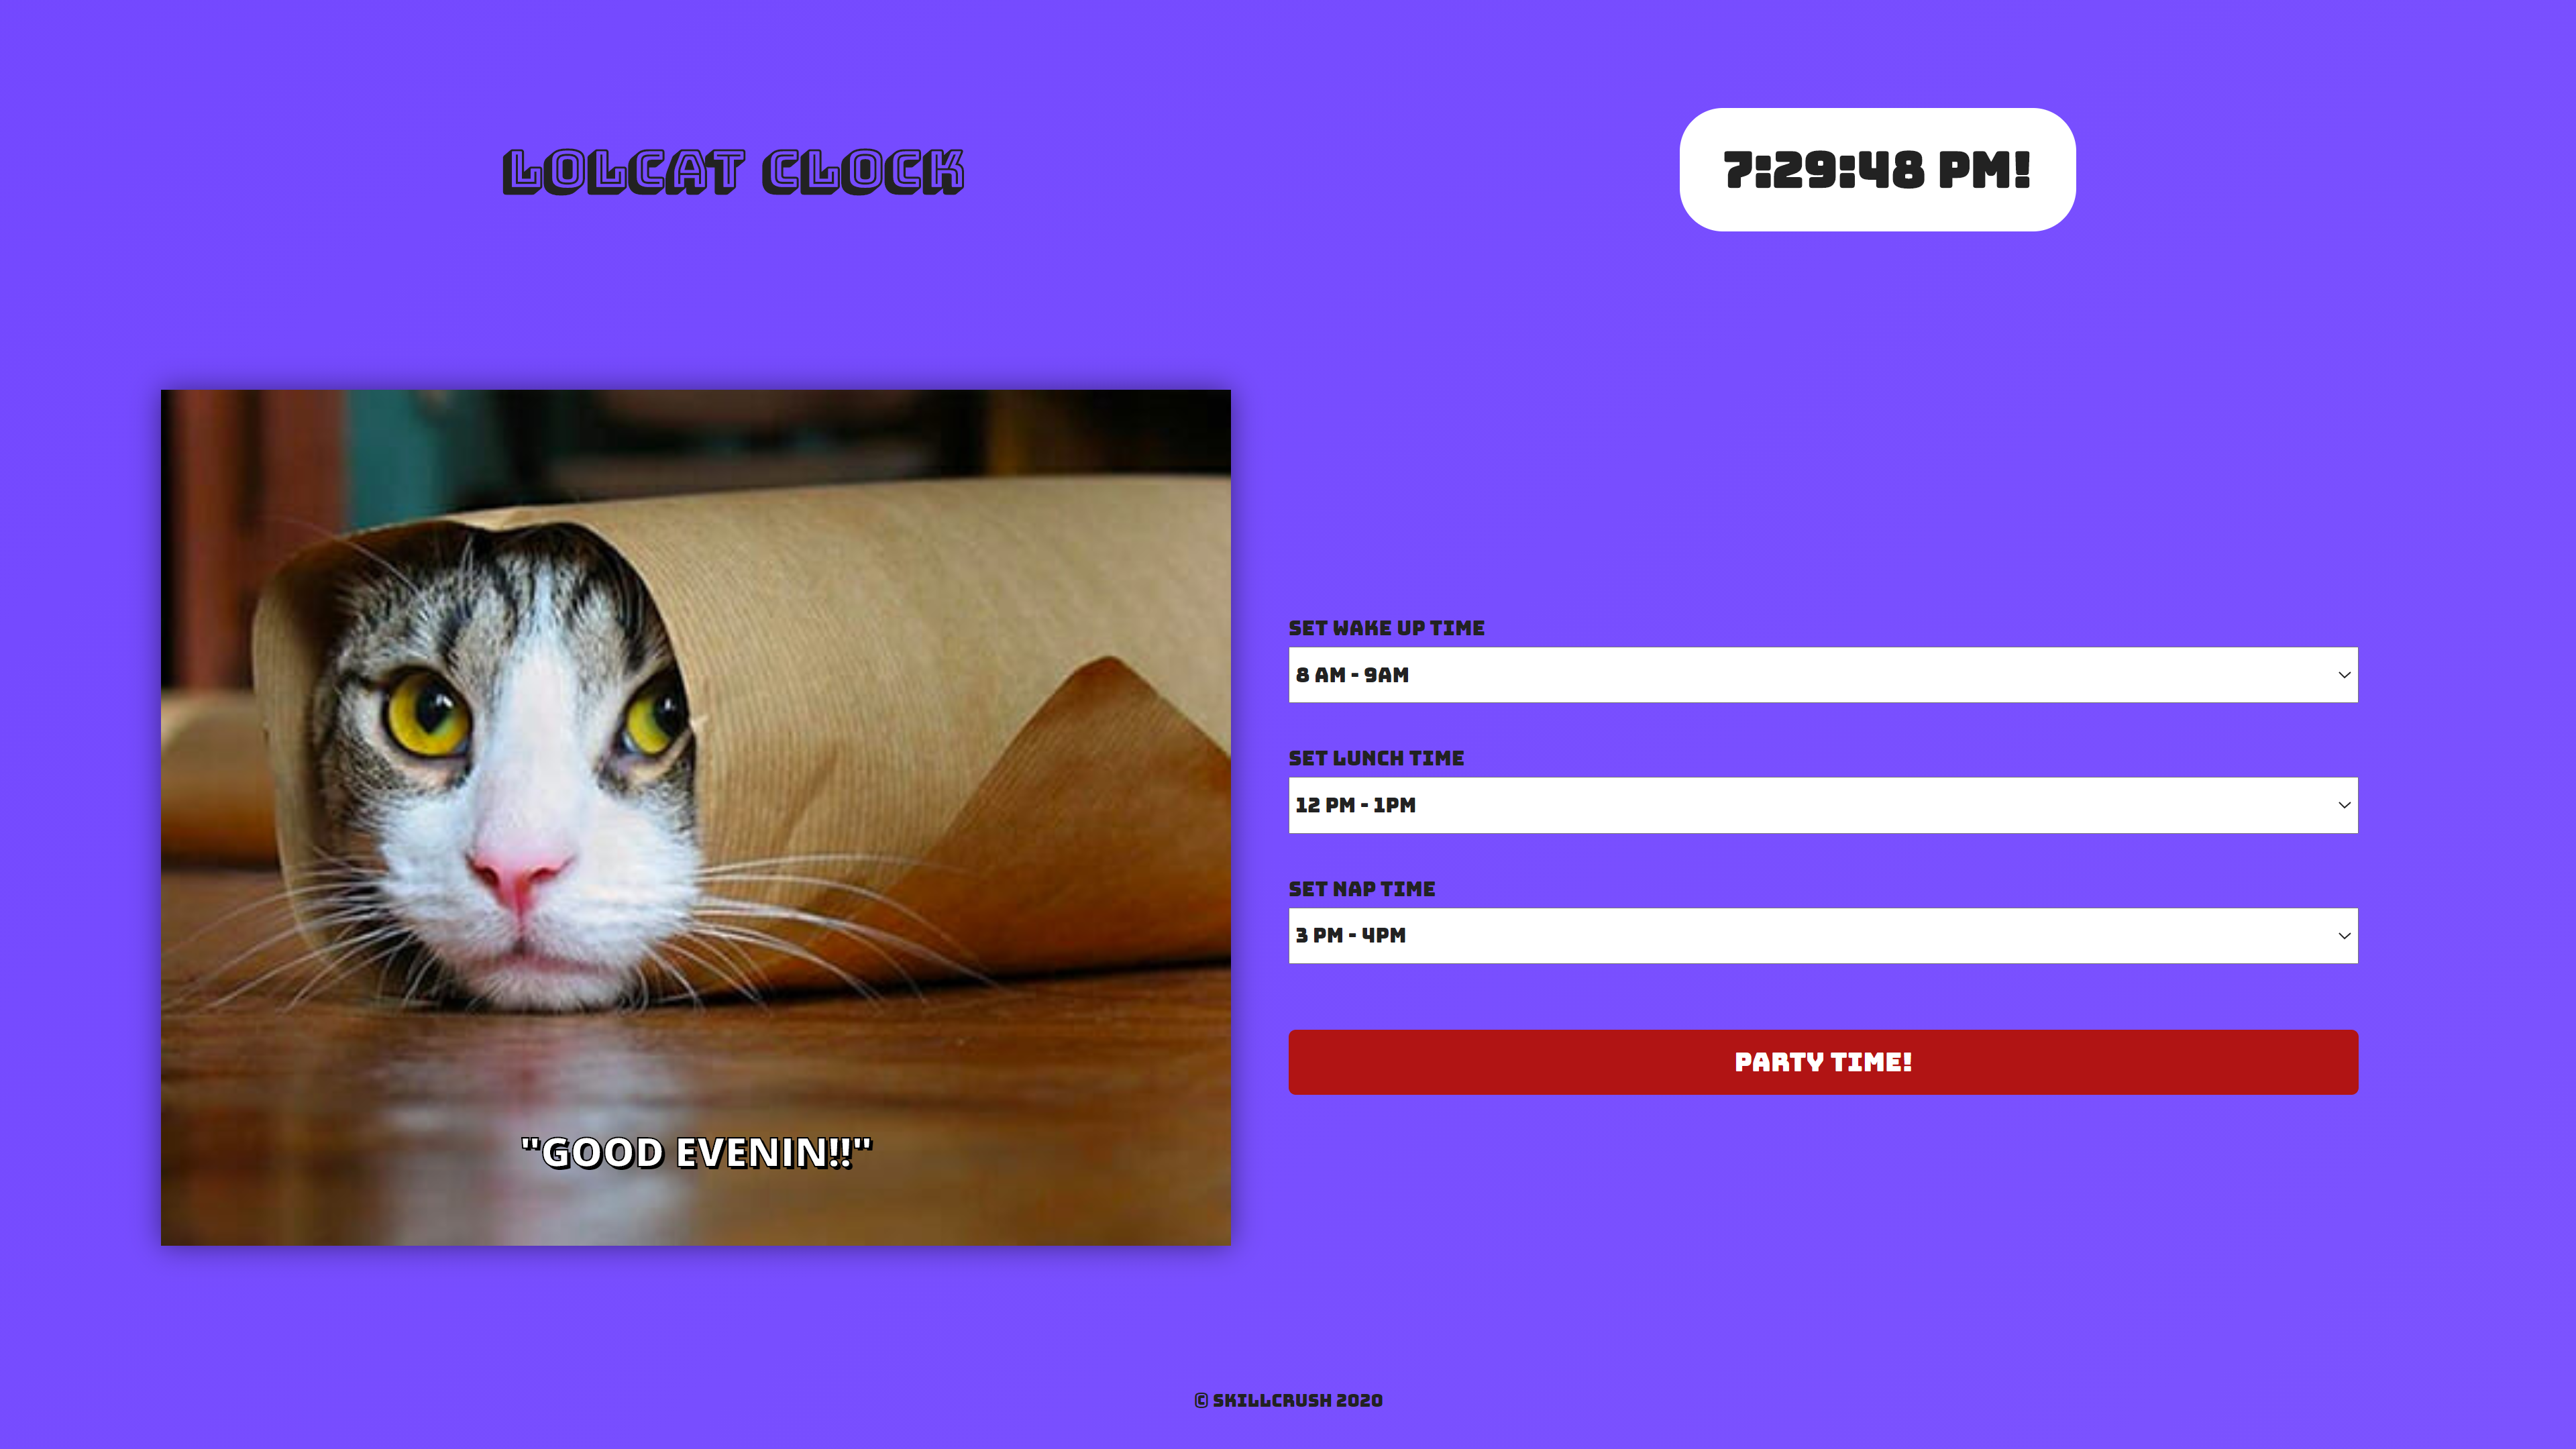 LOLCAT CLOCK
7:29:48 PM!
"GOOD EVENIN!!"
SET WAKE UP TIME
8 AM - 9AM
SET LUNCH TIME
12 PM - 1PM
SET NAP TIME
3 PM - 4PM
PARTY TIME!
© SKILLCRUSH 2020